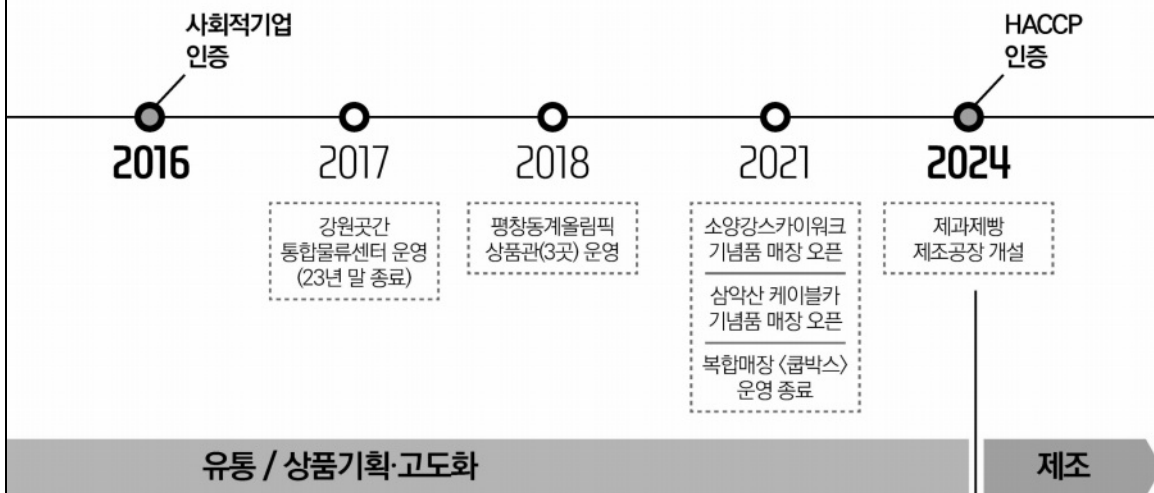 사회적기업
인증
HACCP
인증
2016
2017
2018
2021
2024
강원곳간
통합물류센터 운영
(23년 말 종료)
평창동계올림픽
상품관(3곳) 운영
소양강스카이워크
기념품 매장 오픈
삼악산 케이블카
기념품 매장 오픈
복합매장 〈쿱박스〉
운영 종료
제과제빵
제조공장 개설
유통 / 상품기획·고도화
제조